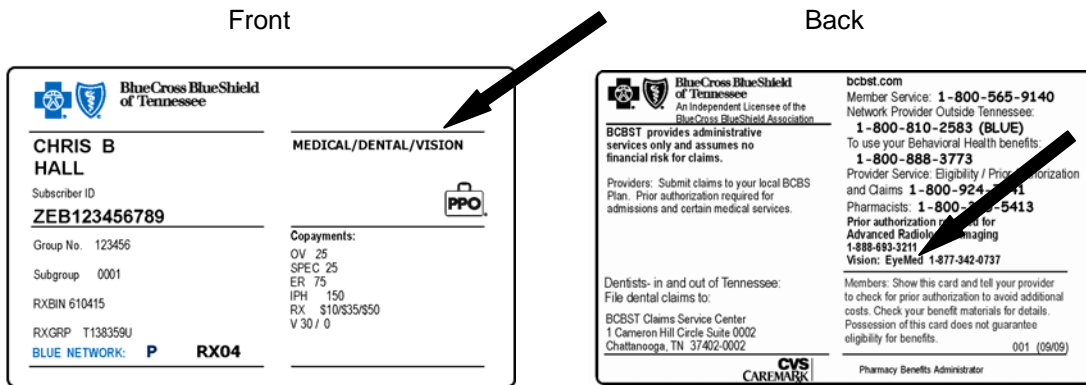 Front
Back
BlueCross BlueShield
of Tennessee
CHRIS B
HALL
Subscriber ID
ZEB123456789
Group No. 123456
Subgroup 0001
RXBIN 610415
RXGRP T138359U
BLUE NETWORK: P RX04
MEDICAL/DENTAL/VISION
PPO
Copayments:
OV 25
SPEC 25
ER 75
IPH 150
RX $10/$35/$50
V 30 / 0
BlueCross BlueShield
of Tennessee
An Independent Licensee of the
BlueCross BlueShield Association
BCBST provides administrative
services only and assumes no
financial risk for claims.
Providers: Submit claims to your local BCBS
Plan. Prior authorization required for
admissions and certain medical services.
Dentists- in and out of Tennessee:
File dental claims to:
BCBST Claims Service Center
1 Cameron Hill Circle Suite 0002
Chattanooga, TN 37402-0002
CVS
CAREMARK
bcbst.com
Member Service: 1-800-565-9140
Network Provider Outside Tennessee:
1-800-810-2583 (BLUE)
To use your Behavioral Health benefits:
1-800-888-3773
Provider Service: Eligibility / Prior
and Claims 1-800-924-
Pharmacists: 1-800- -5413
Prior authorization for
Advanced
1-888-693-3211
Vision: EyeMed 1-877-342-0737
Members: Show this card and tell your provider
to check for prior authorization to avoid additional
costs. Check your benefit materials for details.
Possession of this card does not guarantee
eligibility for benefits.
001 (09/09)
Pharmacy Benefits Administrator